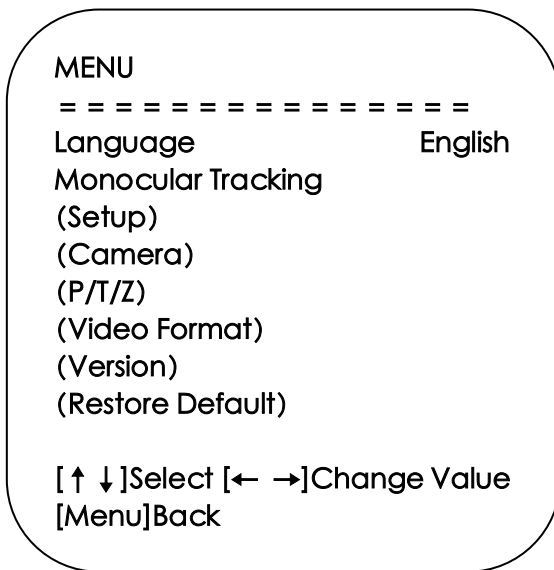 MENU
= = = = = = = = = = = = = = =
Language English
Monocular Tracking
(Setup)
(Camera)
(P/T/Z)
(Video Format)
(Version)
(Restore Default)
[↑ ↓]Select [← →]Change Value
[Menu]Back